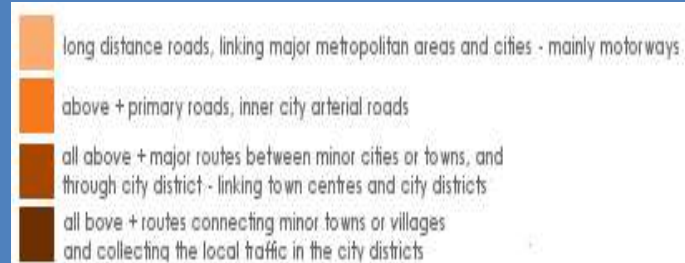 long distance roads, linking major metropolitan areas and cities - mainly motorways
above + primary roads, inner city arterial roads
all above + major routes between minor cities or towns, and
through city district - linking town centres and city districts
all bove + routes connecting minor towns or villages
and collecting the local traffic in the city districts